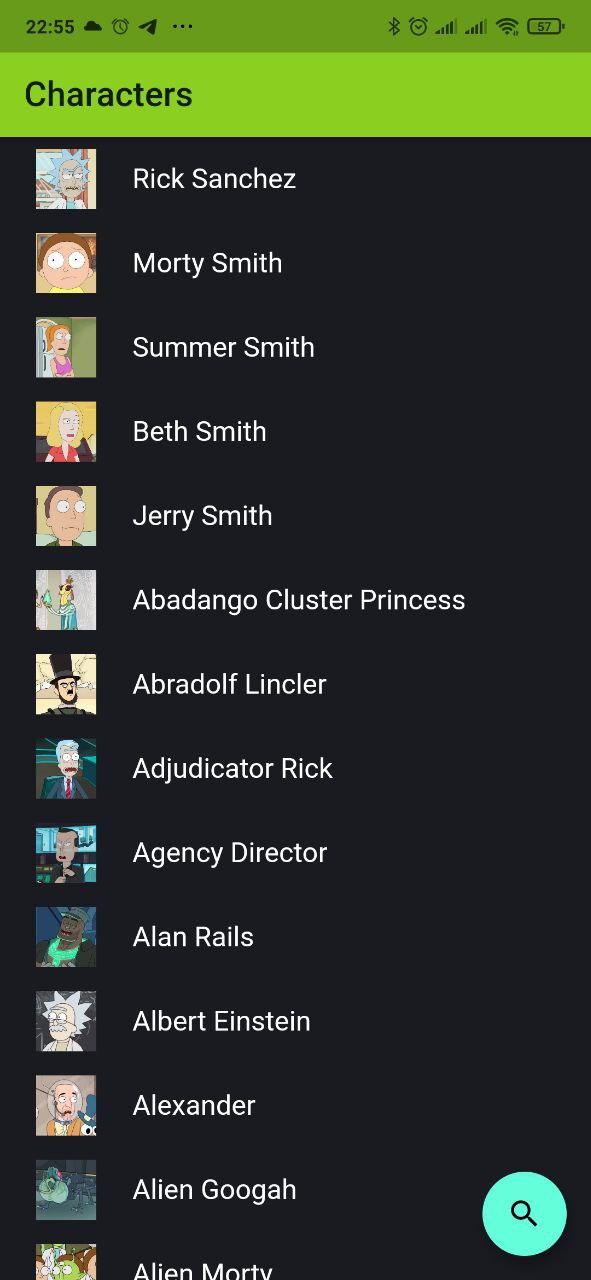 22:55
57
Characters
Rick Sanchez
Morty Smith
Summer Smith
Beth Smith
Jerry Smith
Abadango Cluster Princess
Abradolf Lincler
Adjudicator Rick
Agency Director
Alan Rails
Albert Einstein
Alexander
Alien Googah
Alien Morty